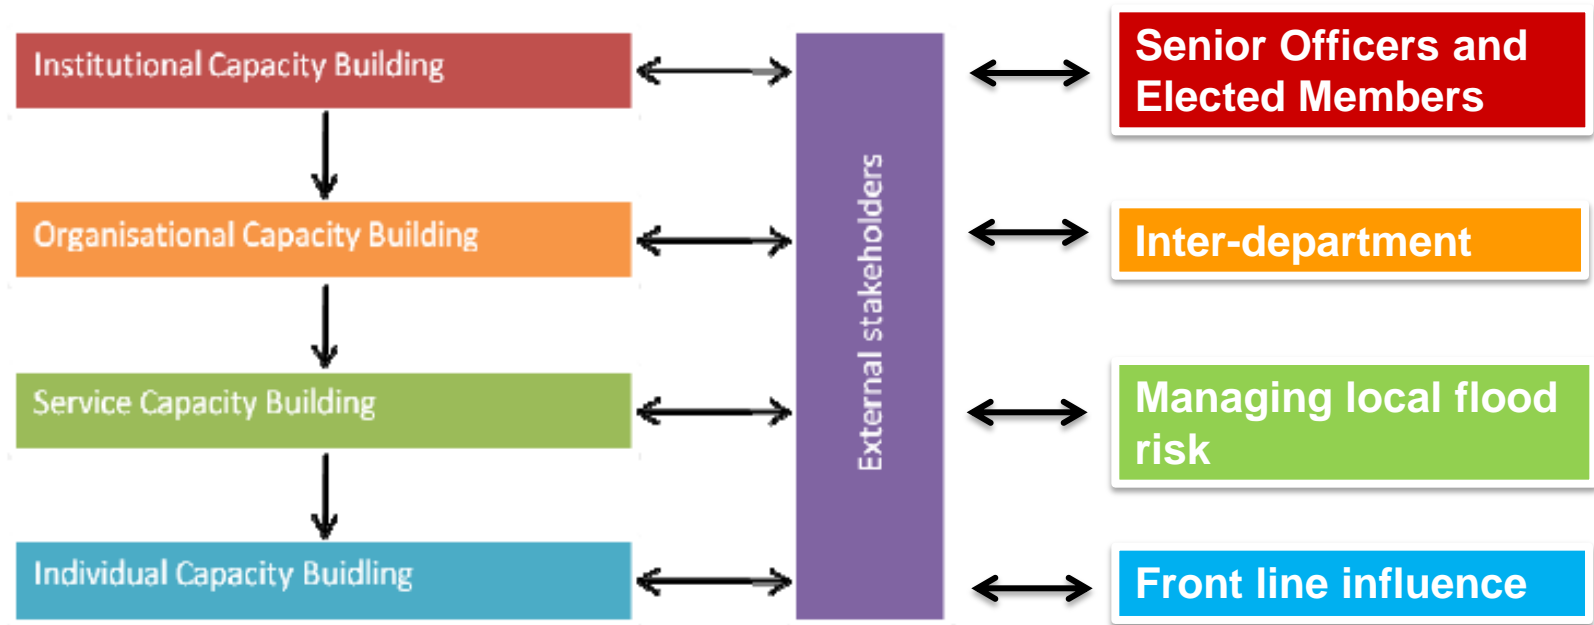 Institutional Capacity Building
Senior Officers and
Elected Members
Organisational Capacity Building
Inter-department
External stakeholders
Service Capacity Building
Managing local flood
risk
Individual Capacity Buidling
Front line influence